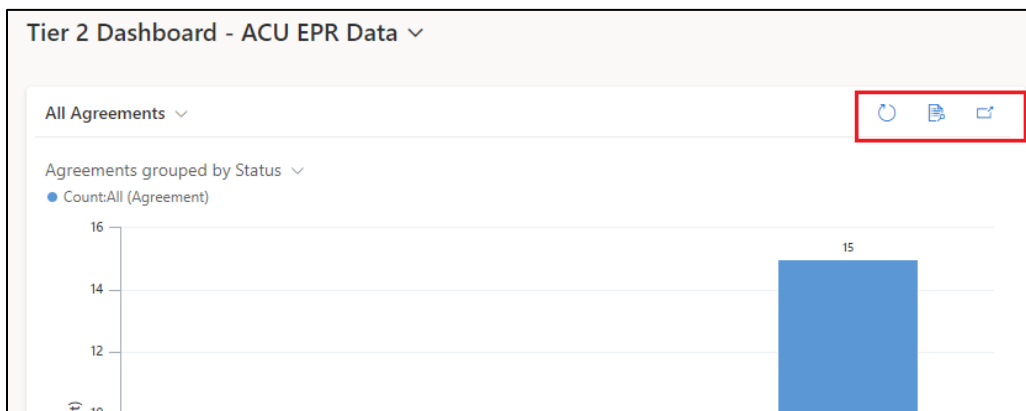 Tier 2 Dashboard - ACU EPR Data
All Agreements
Agreements grouped by Status
Count:All (Agreement)
16
15
14
12
10